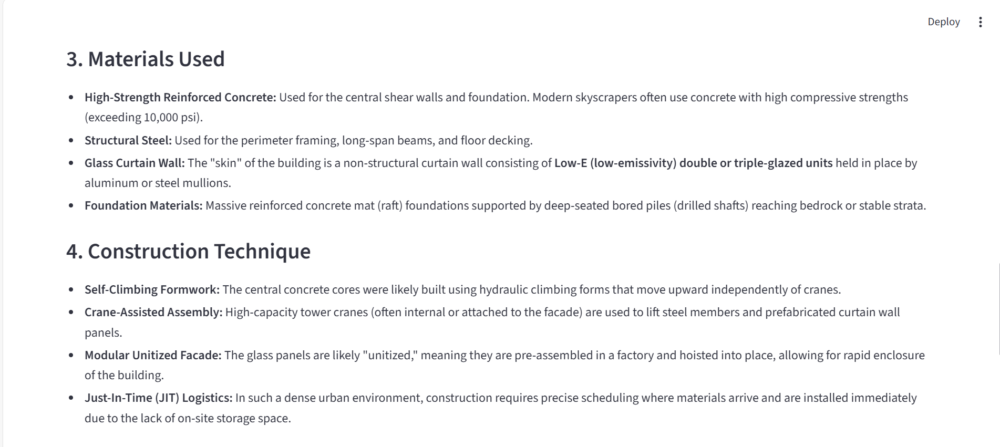 Deploy
3. Materials Used
• High-Strength Reinforced Concrete: Used for the central shear walls and foundation. Modern skyscrapers often use concrete with high compressive strengths
(exceeding 10,000 psi).
• Structural Steel: Used for the perimeter framing, long-span beams, and floor decking.
• Glass Curtain Wall: The "skin" of the building is a non-structural curtain wall consisting of Low-E (low-emissivity) double or triple-glazed units held in place by
aluminum or steel mullions.
• Foundation Materials: Massive reinforced concrete mat (raft) foundations supported by deep-seated bored piles (drilled shafts) reaching bedrock or stable strata.
4. Construction Technique
• Self-Climbing Formwork: The central concrete cores were likely built using hydraulic climbing forms that move upward independently of cranes.
• Crane-Assisted Assembly: High-capacity tower cranes (often internal or attached to the facade) are used to lift steel members and prefabricated curtain wall
panels.
• Modular Unitized Facade: The glass panels are likely "unitized," meaning they are pre-assembled in a factory and hoisted into place, allowing for rapid enclosure
of the building.
• Just-In-Time (JIT) Logistics: In such a dense urban environment, construction requires precise scheduling where materials arrive and are installed immediately
due to the lack of on-site storage space.